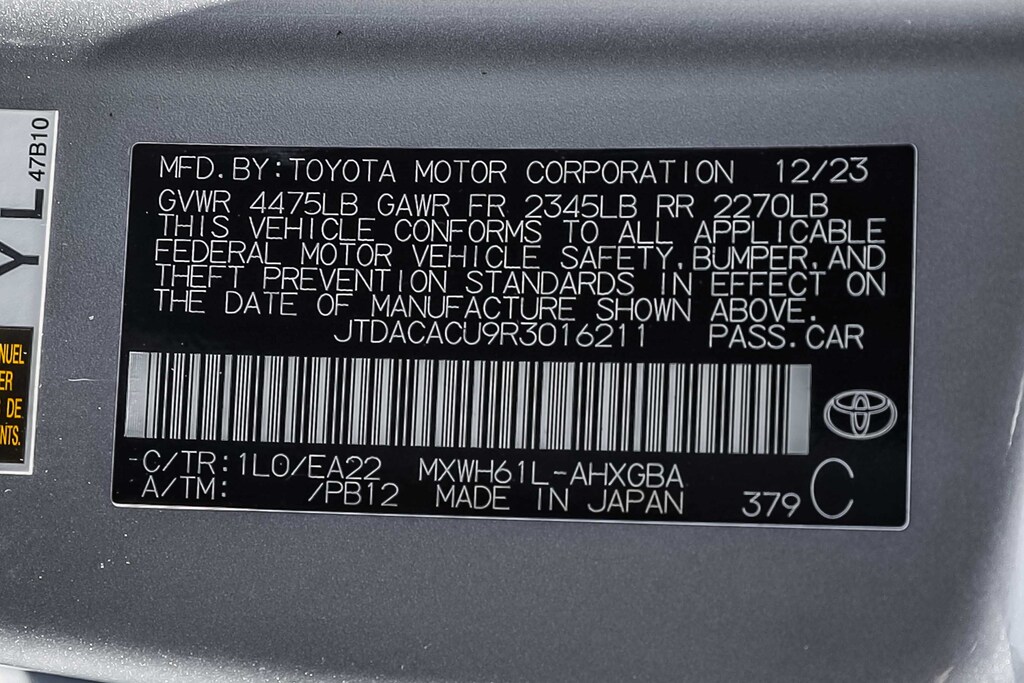 47B10
YL
NUEL-
ER
DE
NTS.
MFD. BY: TOYOTA MOTOR CORPORATION 12/23
GVWR 4475LB GAWR FR 2345LB RR 2270LB
THIS VEHICLE CONFORMS TO ALL APPLICABLE
FEDERAL MOTOR VEHICLE SAFETY, BUMPER, AND
THEFT PREVENTION STANDARDS IN EFFECT ON
THE DATE OF MANUFACTURE SHOWN ABOVE.
JTDACACU9R3016211 PASS. CAR
C/TR: 1L0/EA22 MXWH61L-AHXGBA
A/TM: /PB12 MADE IN JAPAN 379 C